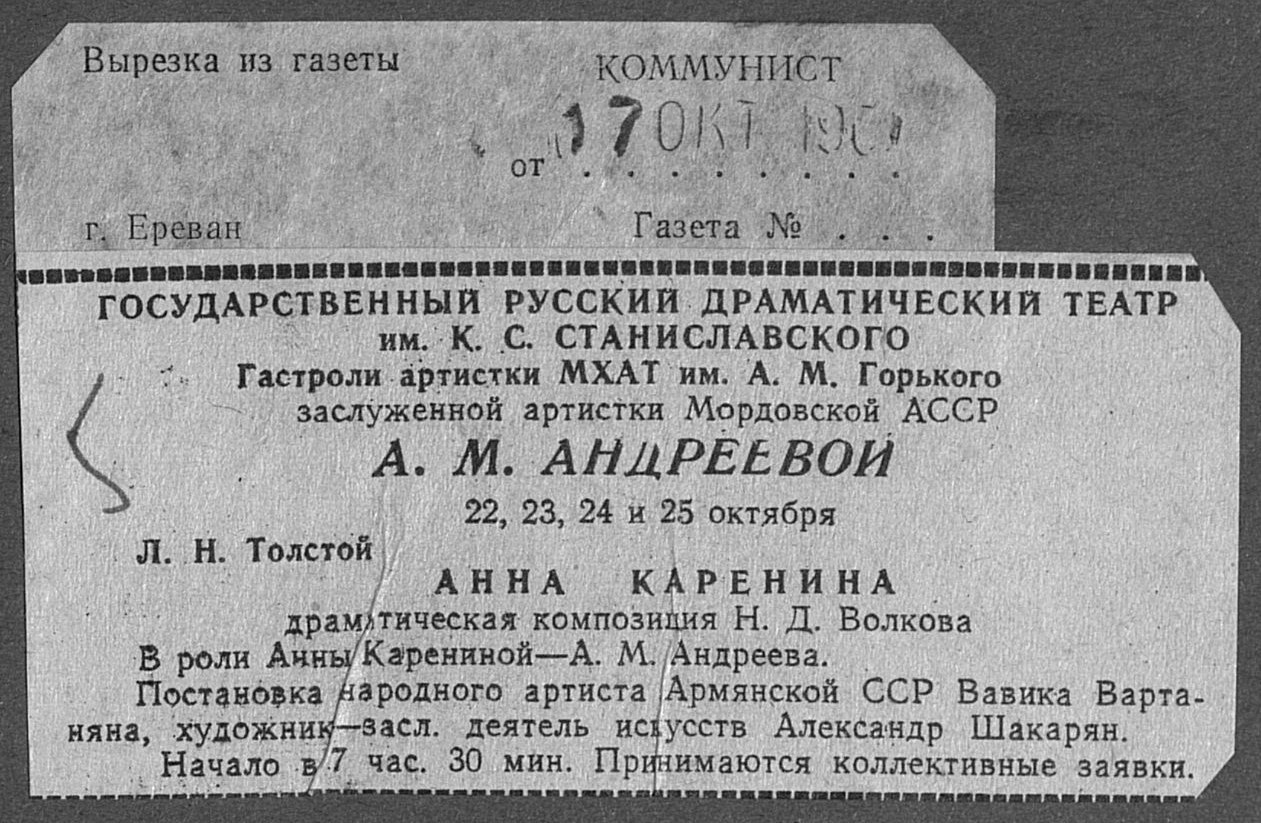 Вырезка из газеты
КОММУНИСТ
17 ОКТ
от . . . . . . . .
г. Ереван
Газета № . . .
ГОСУДАРСТВЕННЫЙ РУССКИЙ ДРАМАТИЧЕСКИЙ ТЕАТР
им. К. С. СТАНИСЛАВСКОГО
Гастроли артистки МХАТ им. А. М. Горького
заслуженной артистки Мордовской АССР
А. М. АНДРЕЕВОЙ
22, 23, 24 и 25 октября
Л. Н. Толстой
АННА КАРЕНИНА
драматическая композиция Н. Д. Волкова
В роли Анны Карениной—А. М. Андреева.
Постановка народного артиста Армянской ССР Вавика Варта-
няна, художник—засл. деятель искусств Александр Шакарян.
Начало в 7 час. 30 мин. Принимаются коллективные заявки.